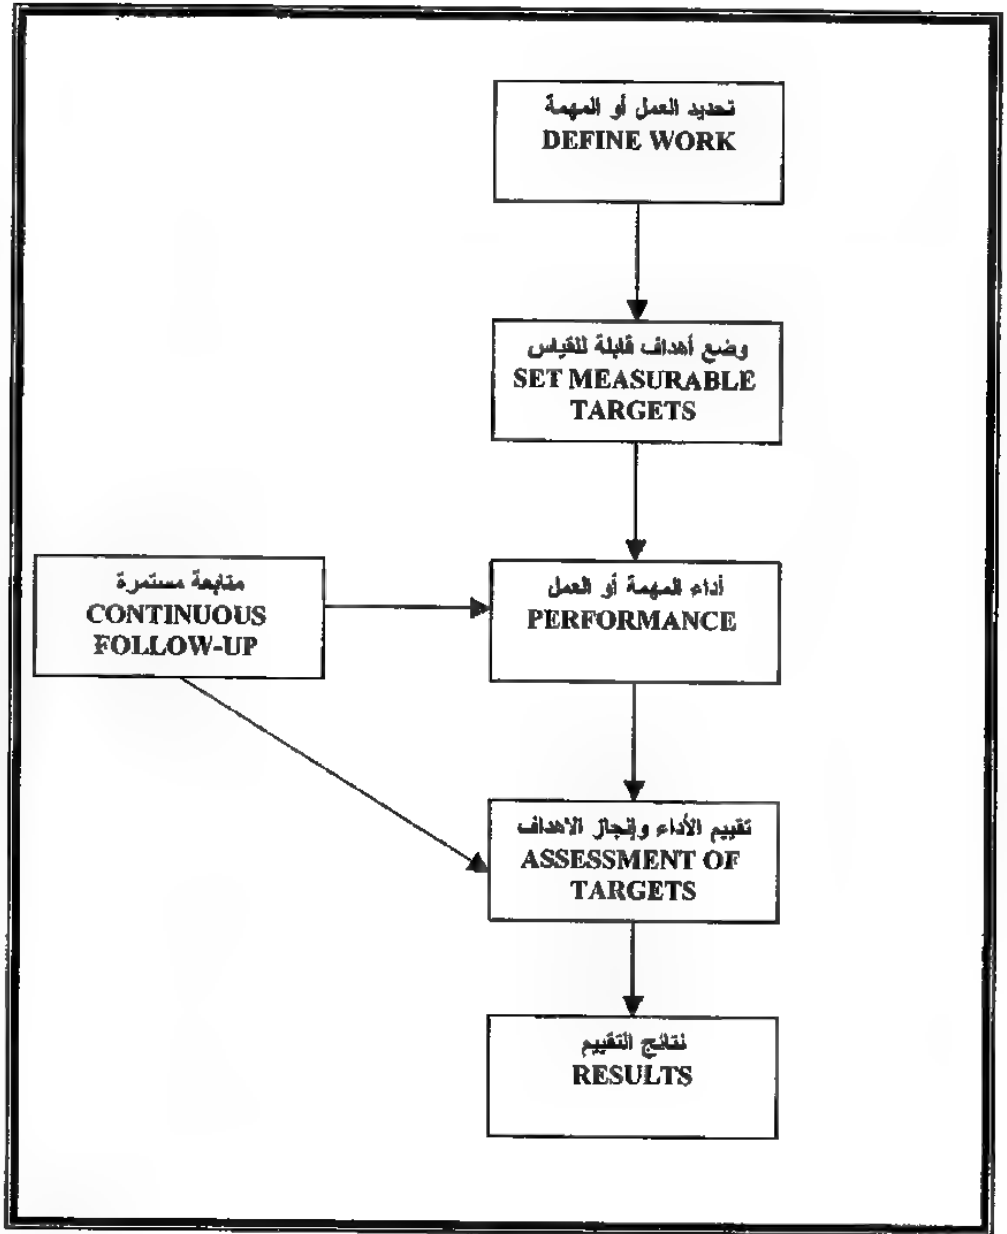 تحديد العمل أو المهمة
DEFINE WORK
وضع أهداف قابلة للقياس
SET MEASURABLE
TARGETS
متابعة مستمرة
CONTINUOUS
FOLLOW-UP
أداء المهمة أو العمل
PERFORMANCE
تقييم الأداء وإنجاز الاهداف
ASSESSMENT OF
TARGETS
نتائج التقييم
RESULTS